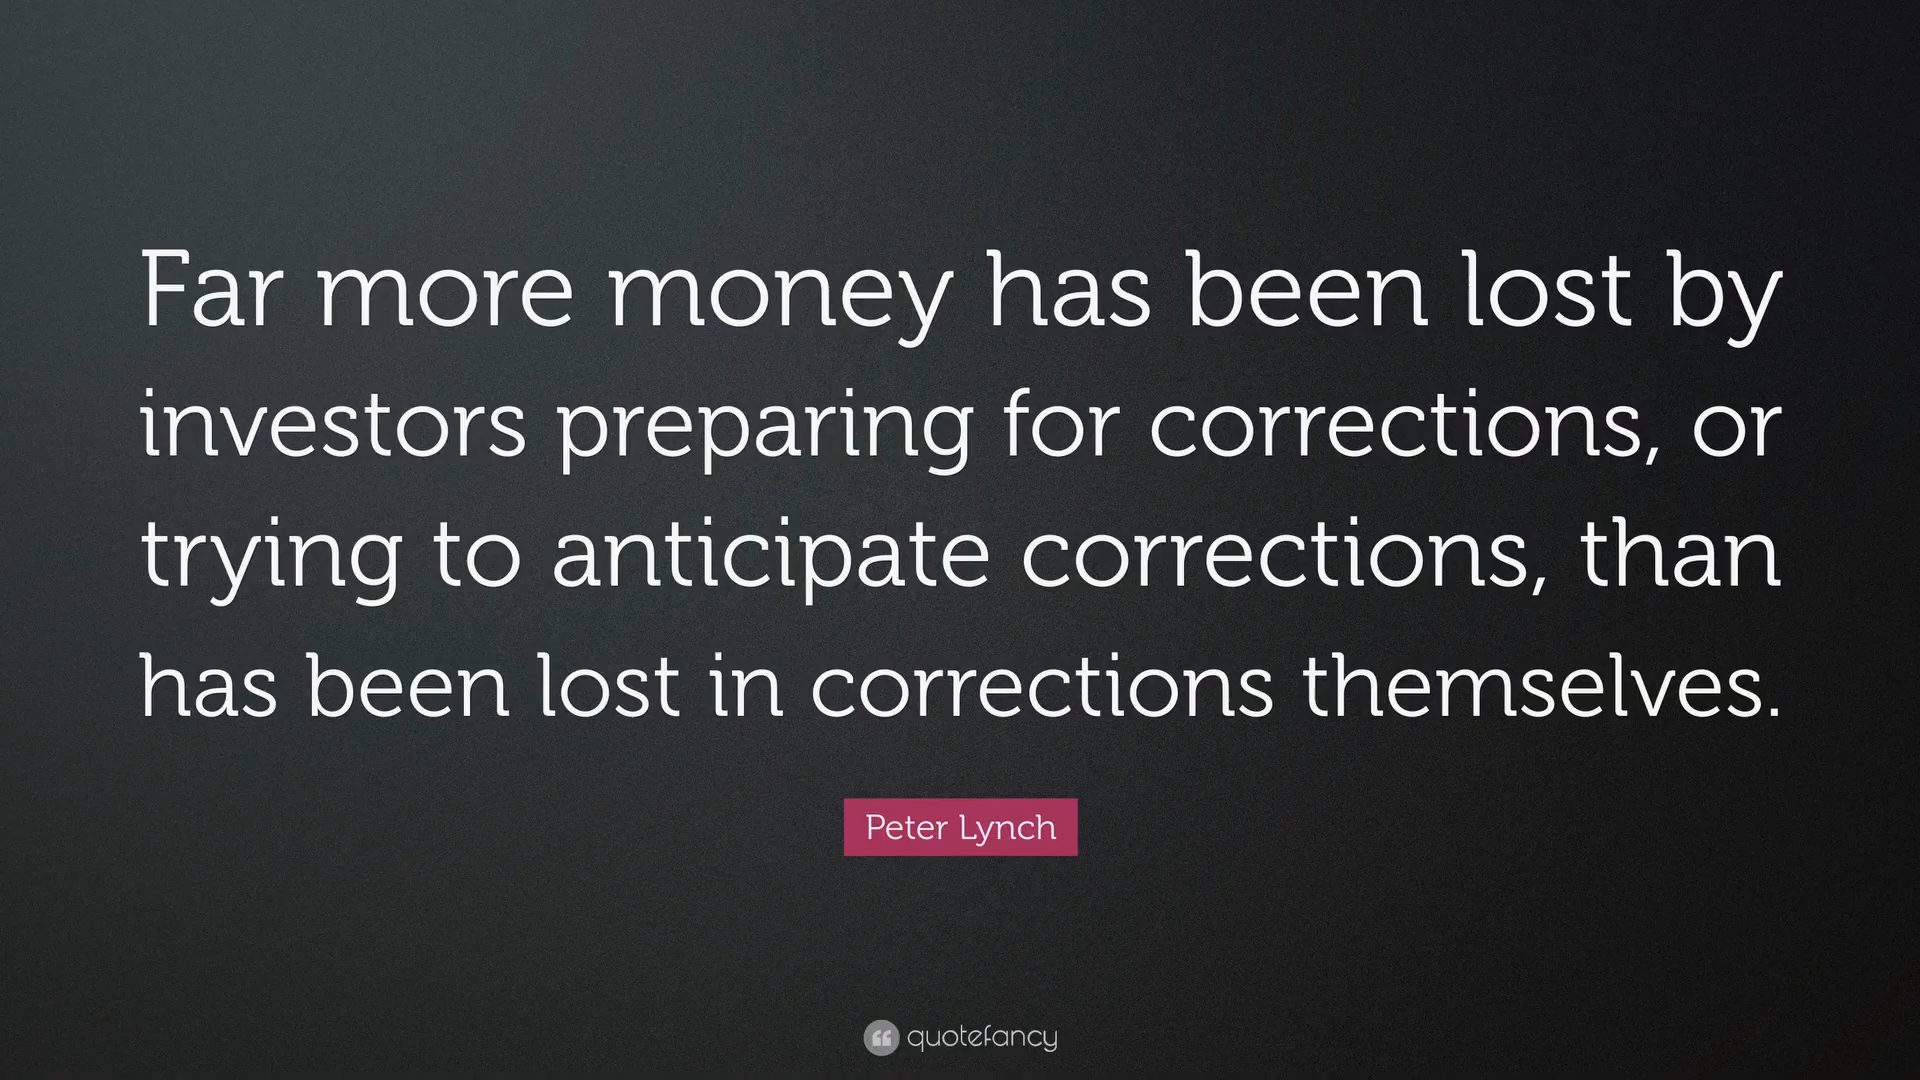 Far more money has been lost by
investors preparing for corrections, or
trying to anticipate corrections, than
has been lost in corrections themselves.
Peter Lynch
quotefancy